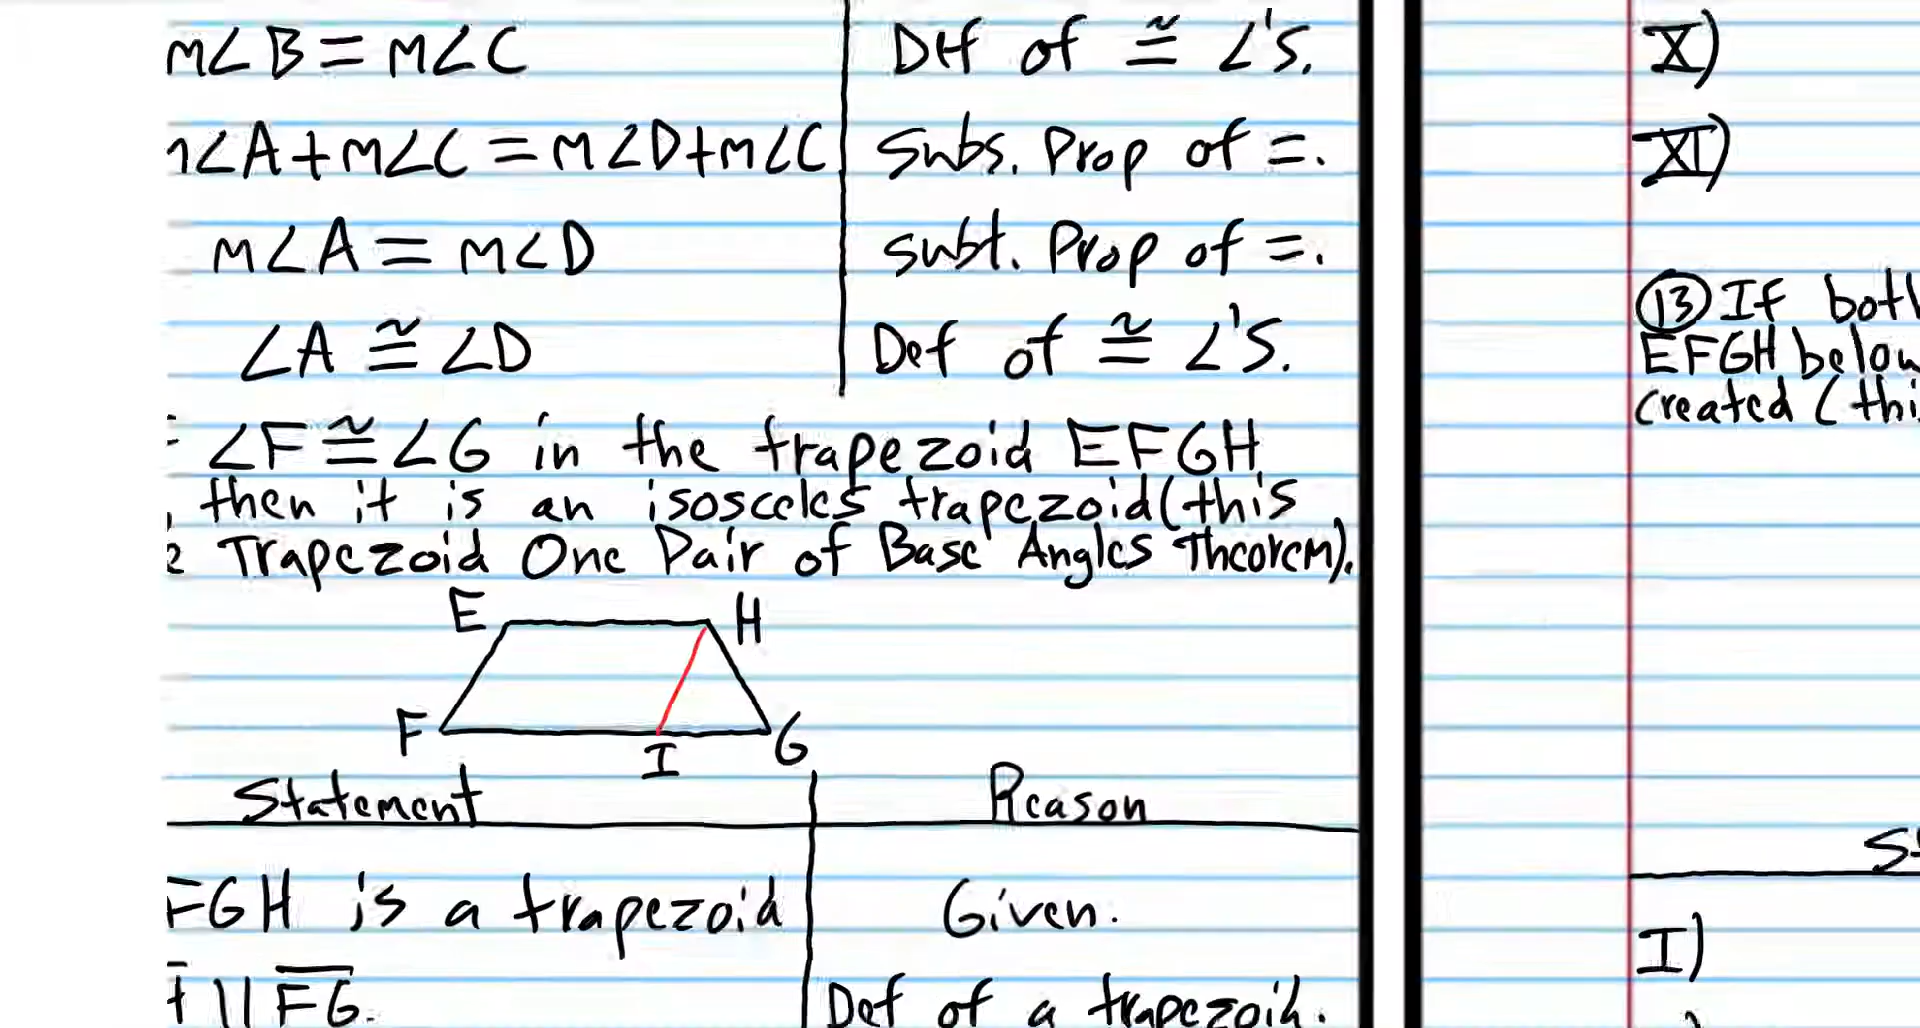 m∠B = m∠C
Def of ≅ ∠'s.
m∠A + m∠C = m∠D + m∠C
Subs. Prop of =.
m∠A = m∠D
subt. Prop of =.
∠A ≅ ∠D
Def of ≅ ∠'s.
∠F ≅ ∠G in the trapezoid EFGH
, then it is an isosceles trapezoid (this
Trapezoid One Pair of Base Angles Theorem).
E H
F I G
Statement Reason
FGH is a trapezoid
Given.
|| FG.
Def of a trapezoid.
X)
XI)
13 If both
EFGH below
created (this
I)